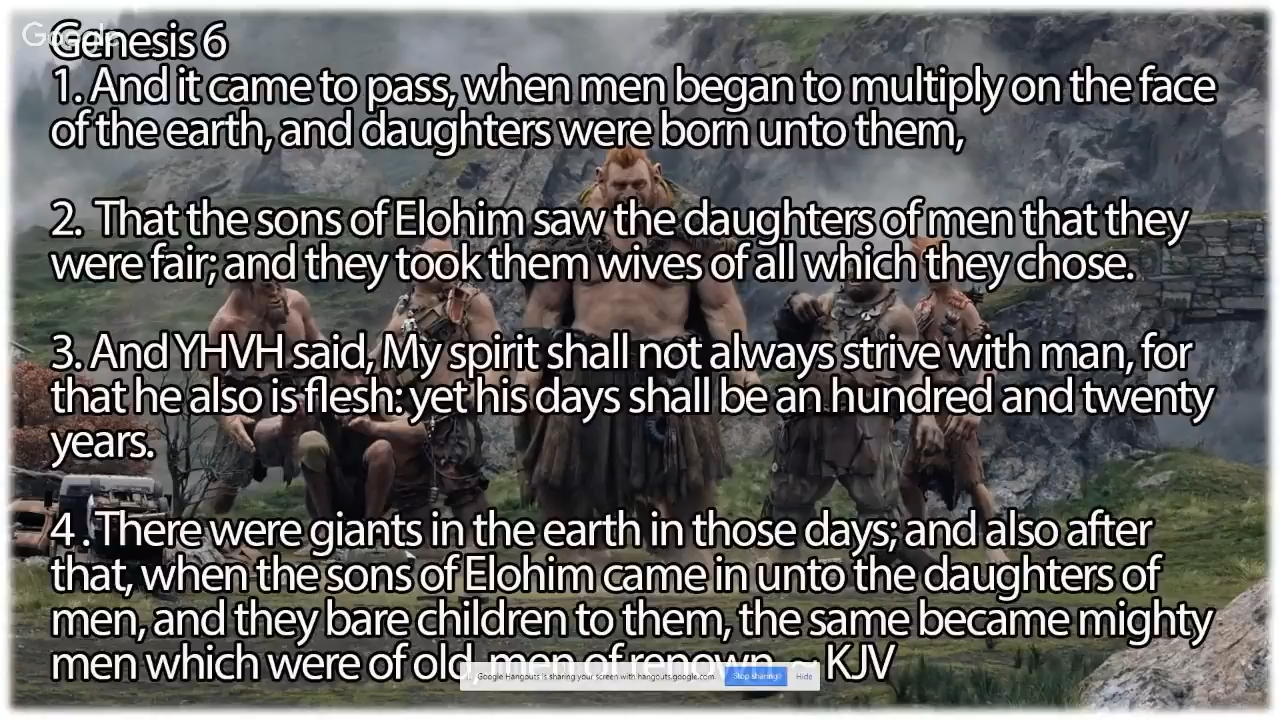 Google
Genesis 6
1. And it came to pass, when men began to multiply on the face
of the earth, and daughters were born unto them,
2. That the sons of Elohim saw the daughters of men that they
were fair; and they took them wives of all which they chose.
3. And YHVH said, My spirit shall not always strive with man, for
that he also is flesh: yet his days shall be an hundred and twenty
years.
4 . There were giants in the earth in those days; and also after
that, when the sons of Elohim came in unto the daughters of
men, and they bare children to them, the same became mighty
men which were of old, men of renown. ~ KJV
Google Hangouts is sharing your screen with hangouts.google.com. Stop sharing Hide